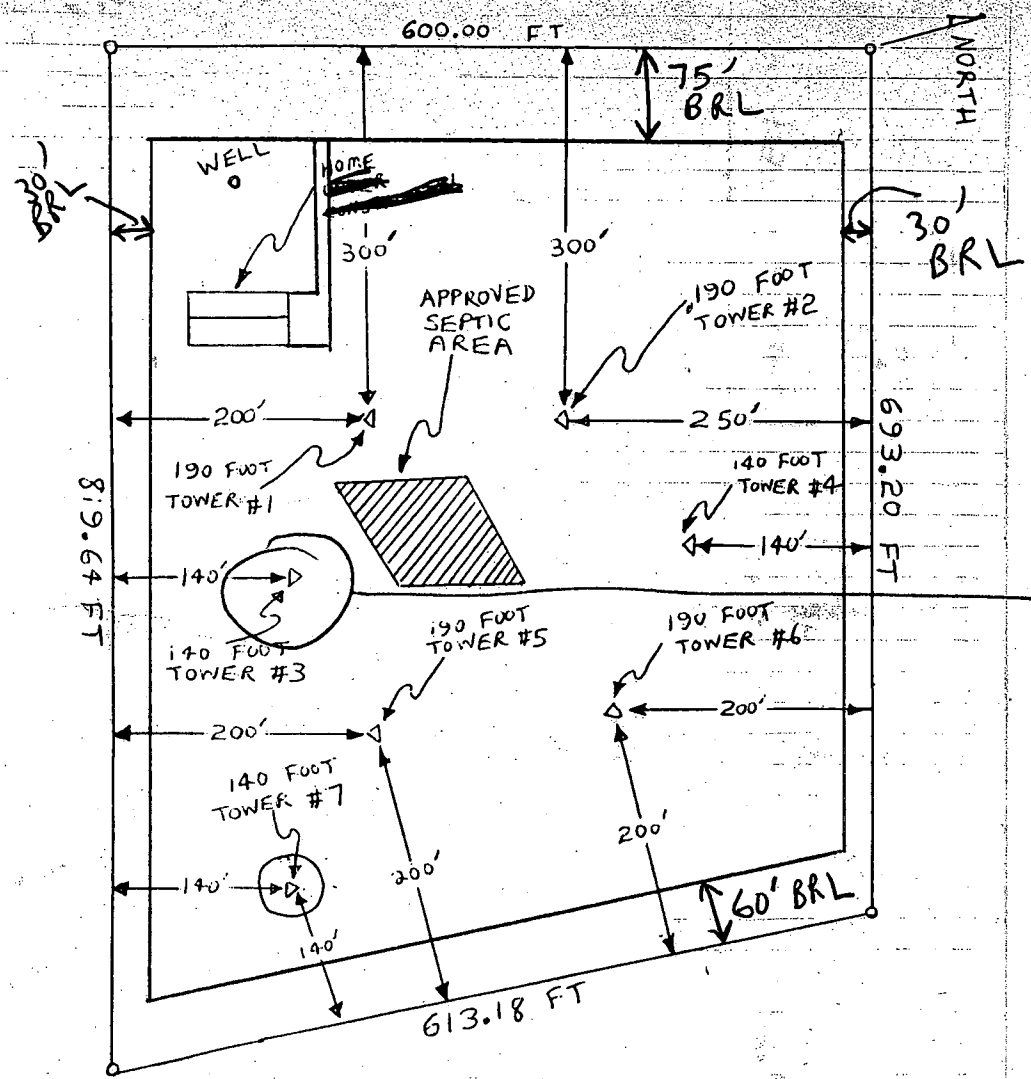 600.00 FT
NORTH
75'
BRL
WELL
HOME
30'
BRL
30'
BRL
300'
300'
APPROVED
SEPTIC
AREA
190 FOOT
TOWER #2
200'
250'
190 FOOT
TOWER #1
140 FOOT
TOWER #4
693.20 FT
819.64 FT
140'
140'
140 FOOT
TOWER #3
190 FOOT
TOWER #5
190 FOOT
TOWER #6
200'
200'
140 FOOT
TOWER #7
200'
200'
140'
140'
60' BRL
613.18 FT